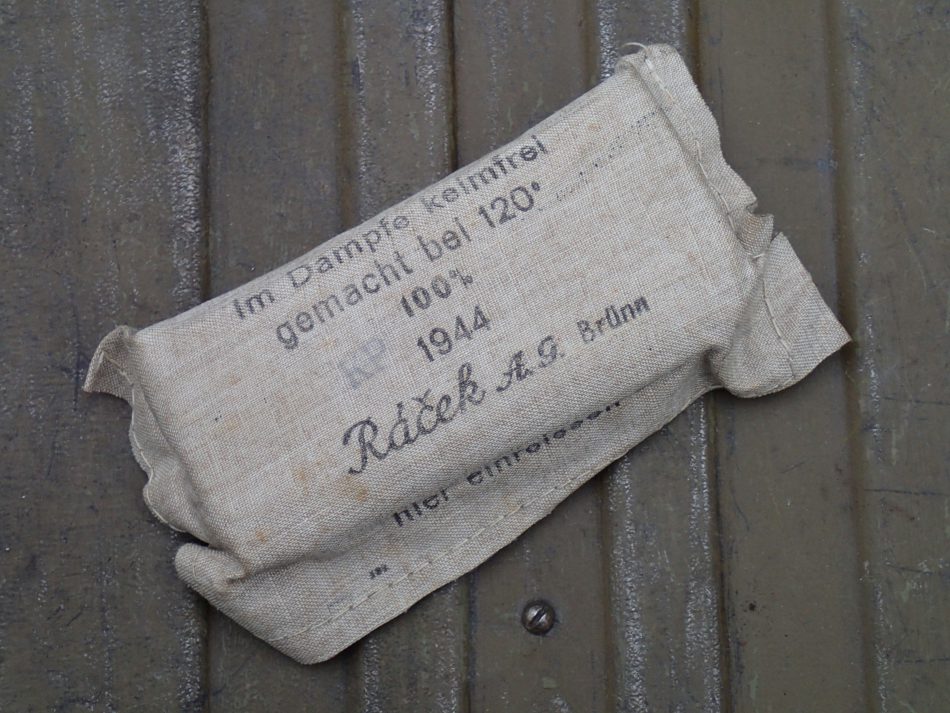 Im Dampfe keimfrei
gemacht bei 120°
100%
KP 1944
Ráček A.G. Brünn
hier einreissen